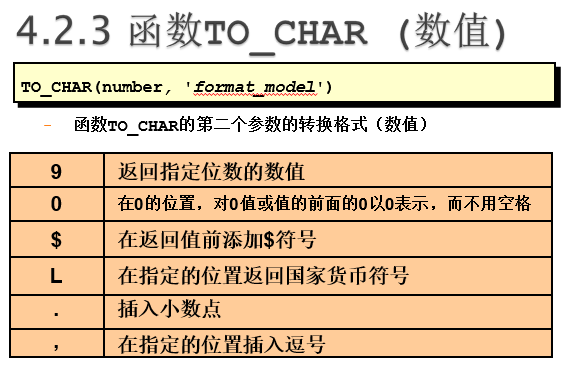 4.2.3 函数TO_CHAR (数值)
TO_CHAR(number, 'format_model')
– 函数TO_CHAR的第二个参数的转换格式（数值）
9 返回指定位数的数值
0 在0的位置，对0值或值的前面的0以0表示，而不用空格
$ 在返回值前添加$符号
L 在指定的位置返回国家货币符号
. 插入小数点
, 在指定的位置插入逗号